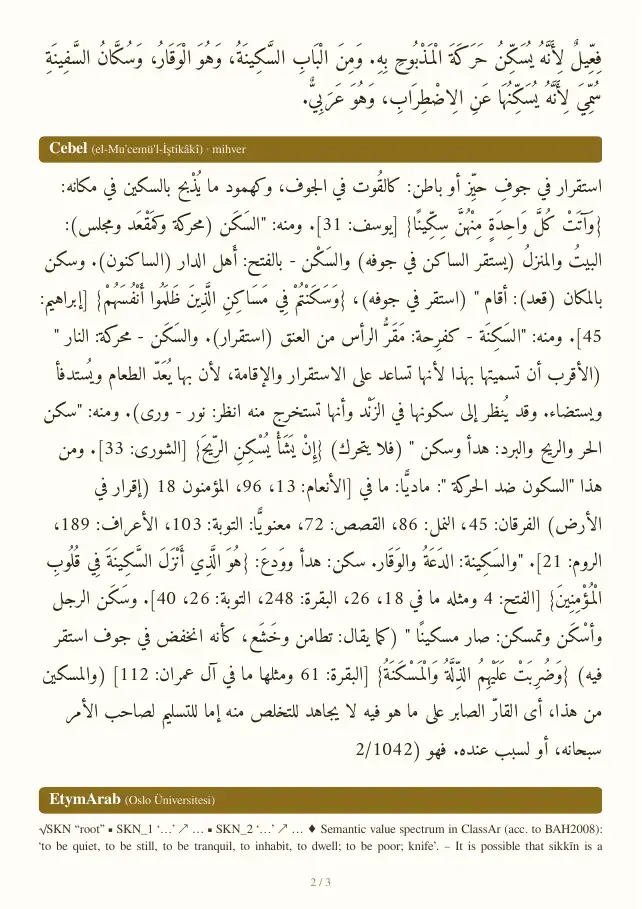 فِعِّيلٌ لِأَنَّهُ يُسَكِّنُ حَرَكَةَ الْمَذْبُوحِ بِهِ. وَمِنَ الْبَابِ السَّكِينَةُ، وَهُوَ الْوَقَارُ، وَسُكَّانُ السَّفِينَةِ
سُمِّيَ لِأَنَّهُ يُسَكِّنُهَا عَنِ الِاضْطِرَابِ، وَهُوَ عَرَبِيٌّ.
Cebel (el-Mu'cemü'l-İştikâkî) · mihver
استقرار في جوفِ حيِّز أو باطن: كالقُوت في الجوف، وكهمود ما يُذْبح بالسكين في مكانه:
{وَآتَتْ كُلَّ وَاحِدَةٍ مِنْهُنَّ سِكِّينًا} [يوسف: 31]. ومنه: "السَكَن (محركة وكَمَقْعَد ومجلس):
البيتُ والمنزلُ (يستقر الساكن في جوفه) والسَكْن - بالفتح: أَهل الدار (الساكنون). وسكن
بالمكان (قعد): أقام " (استقر في جوفه)، {وَسَكَنْتُمْ فِي مَسَاكِنِ الَّذِينَ ظَلَمُوا أَنْفُسَهُمْ} [إبراهيم:
45]. ومنه: "السَكِنَة - كفرِحة: مَقَرُّ الرأس من العنق (استقرار). والسَكَن - محركة: النار "
(الأقرب أن تسميتها بهذا لأنها تساعد على الاستقرار والإقامة، لأن بها يُعَدّ الطعام ويُستدفأ
ويستضاء. وقد يُنظر إلى سكونها في الزَنْد وأنها تستخرج منه انظر: نور - ورى). ومنه: "سكن
الحر والريح والبرد: هدأ وسكن " (فلا يتحرك) {إِنْ يَشَأْ يُسْكِنِ الرِّيحَ} [الشورى: 33]. ومن
هذا "السكون ضد الحركة ": ماديًّا: ما في [الأنعام: 13، 96، المؤمنون 18 (إقرار في
الأرض) الفرقان: 45، النمل: 86، القصص: 72، معنويًّا: التوبة: 103، الأعراف: 189،
الروم: 21]. "والسَكِينة: الدَعَةُ والوَقَار. سكن: هدأ ووَدعَ: {هُوَ الَّذِي أَنْزَلَ السَّكِينَةَ فِي قُلُوبِ
الْمُؤْمِنِينَ} [الفتح: 4 ومثله ما في 18، 26، البقرة: 248، التوبة: 26، 40]. وسَكَن الرجل
وأسْكَن وتمسكن: صار مسكينًا " (كما يقال: تطامن وخَشَع، كأنه انخفض في جوف استقر
فيه) {وَضُرِبَتْ عَلَيْهِمُ الذِّلَّةُ وَالْمَسْكَنَةُ} [البقرة: 61 ومثلها ما في آل عمران: 112] (والمسكين
من هذا، أى القارّ الصابر على ما هو فيه لا يجاهد للتخلص منه إما للتسليم لصاحب الأمر
سبحانه، أو لسبب عنده. فهو (2/1042
EtymArab (Oslo Üniversitesi)
√SKN “root” ▪ SKN_1 ‘…’ ↗ … ▪ SKN_2 ‘…’ ↗ … ♦ Semantic value spectrum in ClassAr (acc. to BAH2008):
‘to be quiet, to be still, to be tranquil, to inhabit, to dwell; to be poor; knife’. – It is possible that sikkīn is a
2 / 3